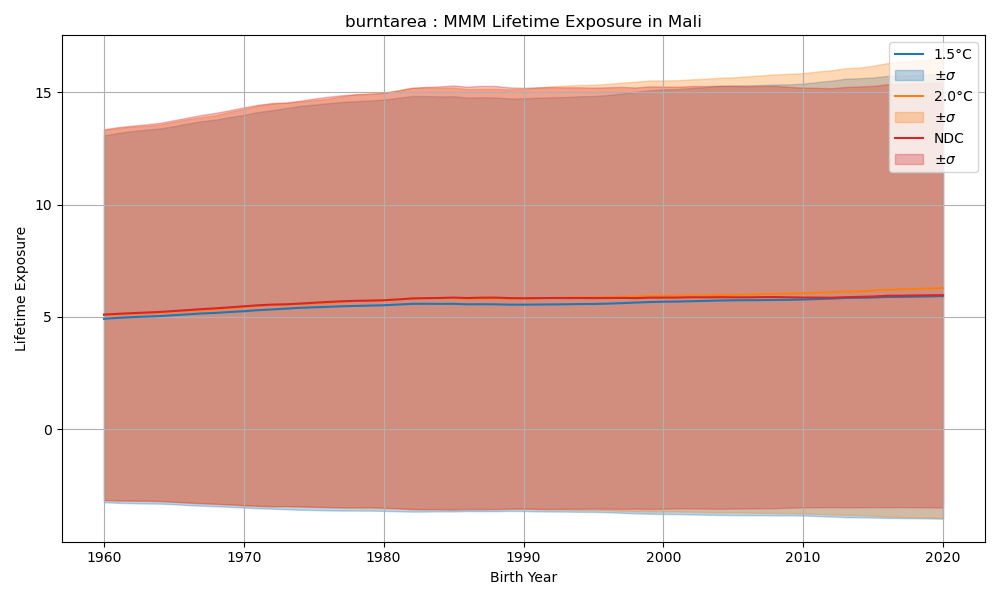 burntarea : MMM Lifetime Exposure in Mali
1.5°C
±σ
2.0°C
±σ
NDC
±σ
15
10
5
0
Lifetime Exposure
1960 1970 1980 1990 2000 2010 2020
Birth Year